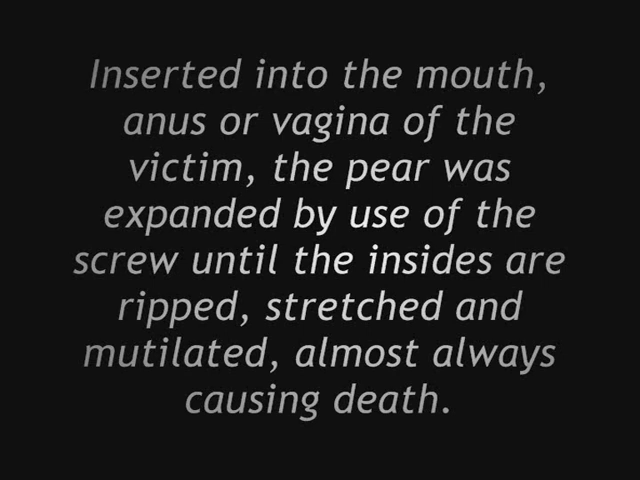 Inserted into the mouth,
anus or vagina of the
victim, the pear was
expanded by use of the
screw until the insides are
ripped, stretched and
mutilated, almost always
causing death.